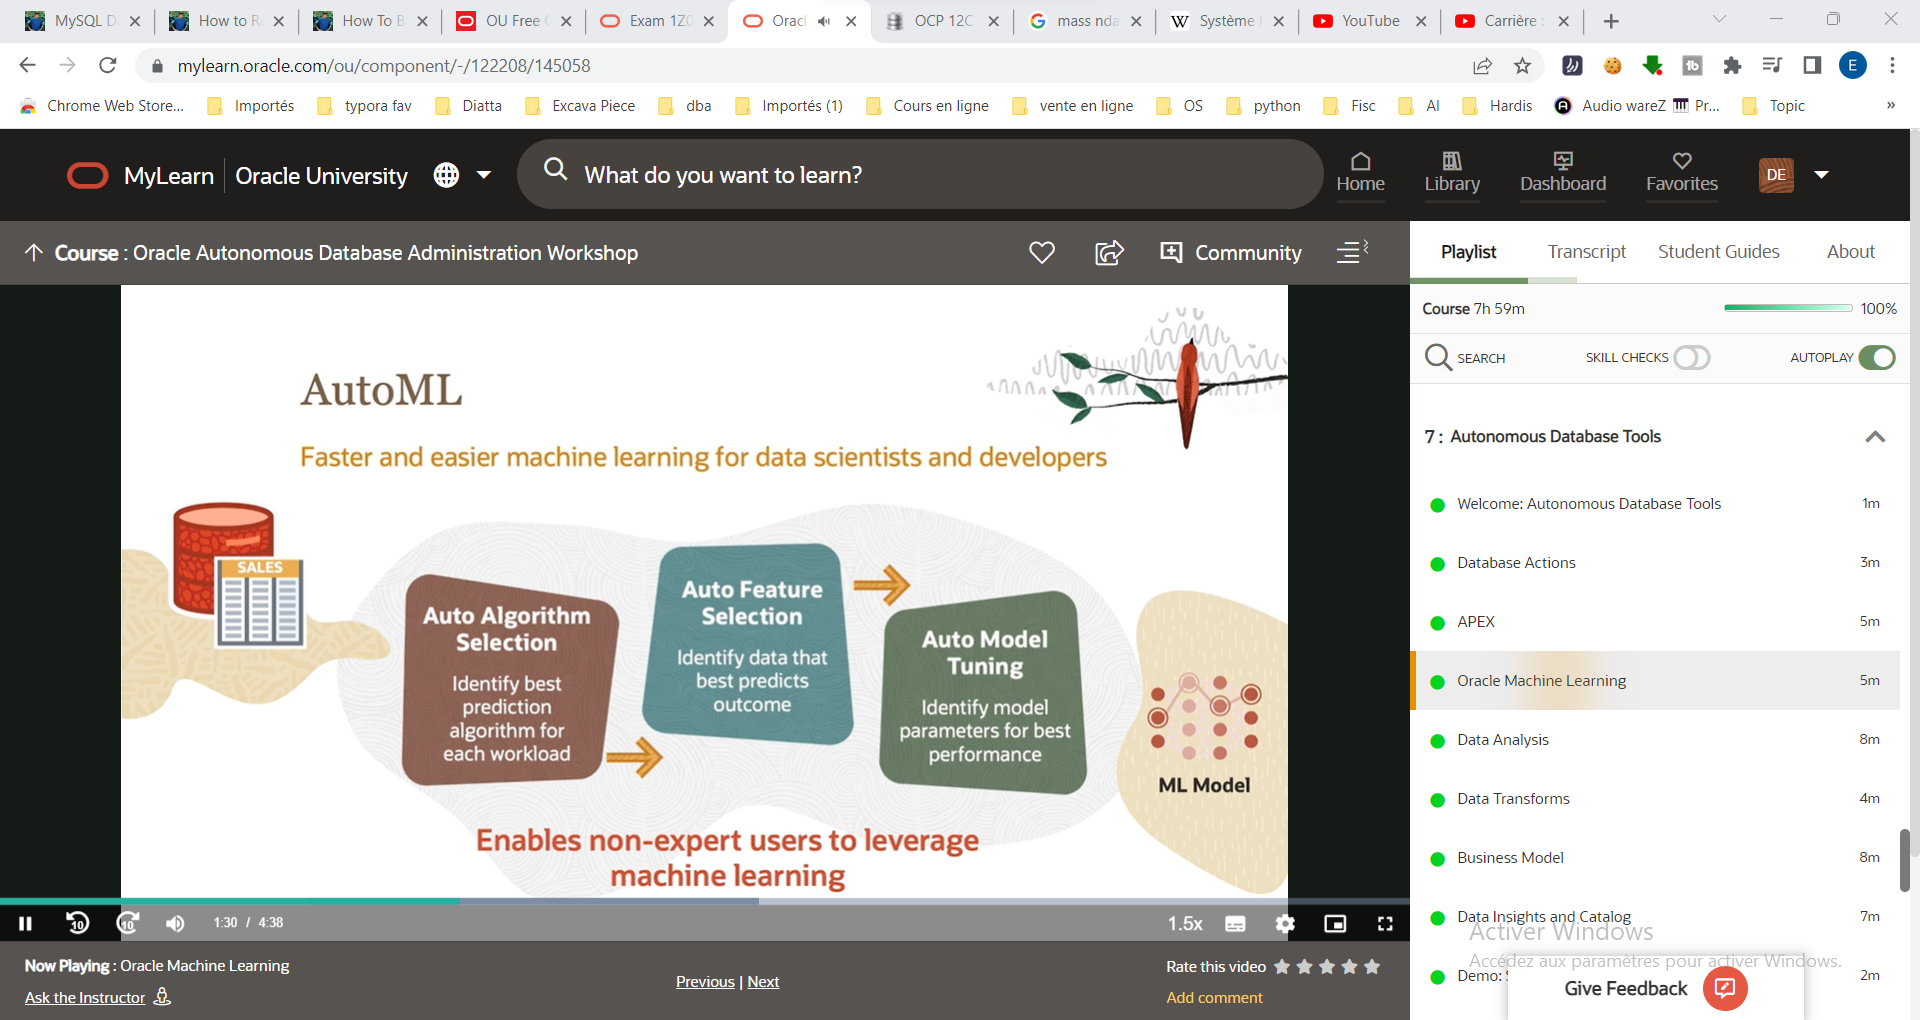 MySQL D
How to R
How To B
OU Free
Exam 1Z0
Orac
OCP 12C
mass nda
Système
YouTube
Carrière :
mylearn.oracle.com/ou/component/-/122208/145058
E
Chrome Web Store...
Importés
typora fav
Diatta
Excava Piece
dba
Importés (1)
Cours en ligne
vente en ligne
OS
python
Fisc
AI
Hardis
Audio wareZ
Pr...
Topic
»
MyLearn
Oracle University
What do you want to learn?
Home
Library
Dashboard
Favorites
DE
Course : Oracle Autonomous Database Administration Workshop
Community
Playlist
Transcript
Student Guides
About
Course 7h 59m
100%
SEARCH
SKILL CHECKS
AUTOPLAY
AutoML
Faster and easier machine learning for data scientists and developers
SALES
Auto Algorithm
Selection
Identify best
prediction
algorithm for
each workload
Auto Feature
Selection
Identify data that
best predicts
outcome
Auto Model
Tuning
Identify model
parameters for best
performance
ML Model
Enables non-expert users to leverage
machine learning
7 : Autonomous Database Tools
Welcome: Autonomous Database Tools 1m
Database Actions 3m
APEX 5m
Oracle Machine Learning 5m
Data Analysis 8m
Data Transforms 4m
Business Model 8m
Data Insights and Catalog 7m
Demo: 2m
Activer Windows
Accédez aux paramètres pour activer Windows.
Give Feedback
10
10
1:30 / 4:38
1.5x
Now Playing : Oracle Machine Learning
Ask the Instructor
Previous | Next
Rate this video
Add comment